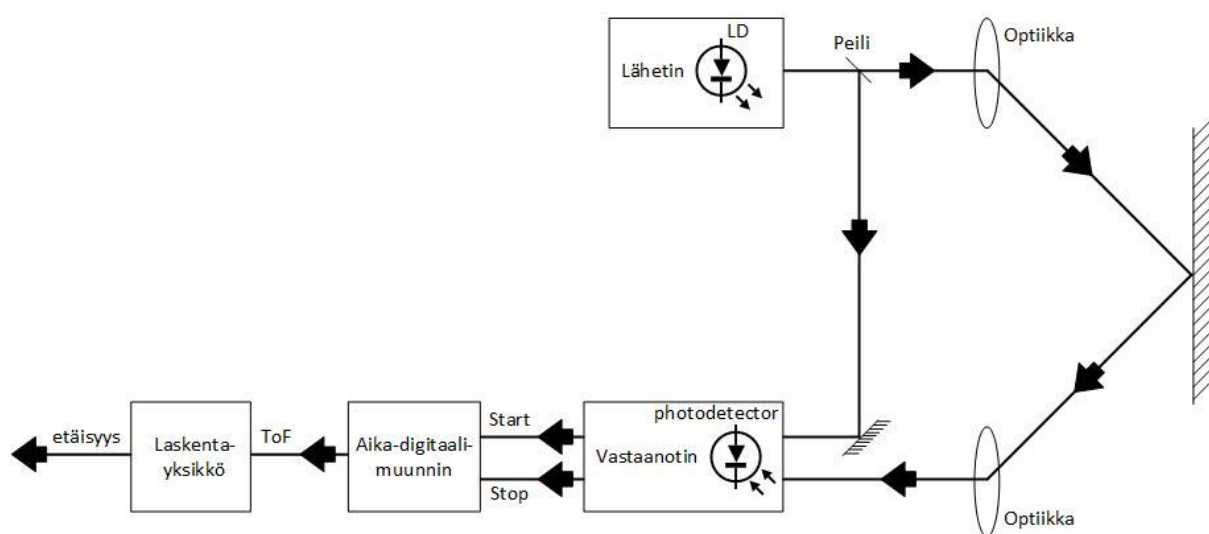 LD
Lähetin
Peili
Optiikka
photodetector
Vastaanotin
Start
Stop
Aika-digitaali-
muunnin
ToF
Laskenta-
yksikkö
etäisyys
Optiikka